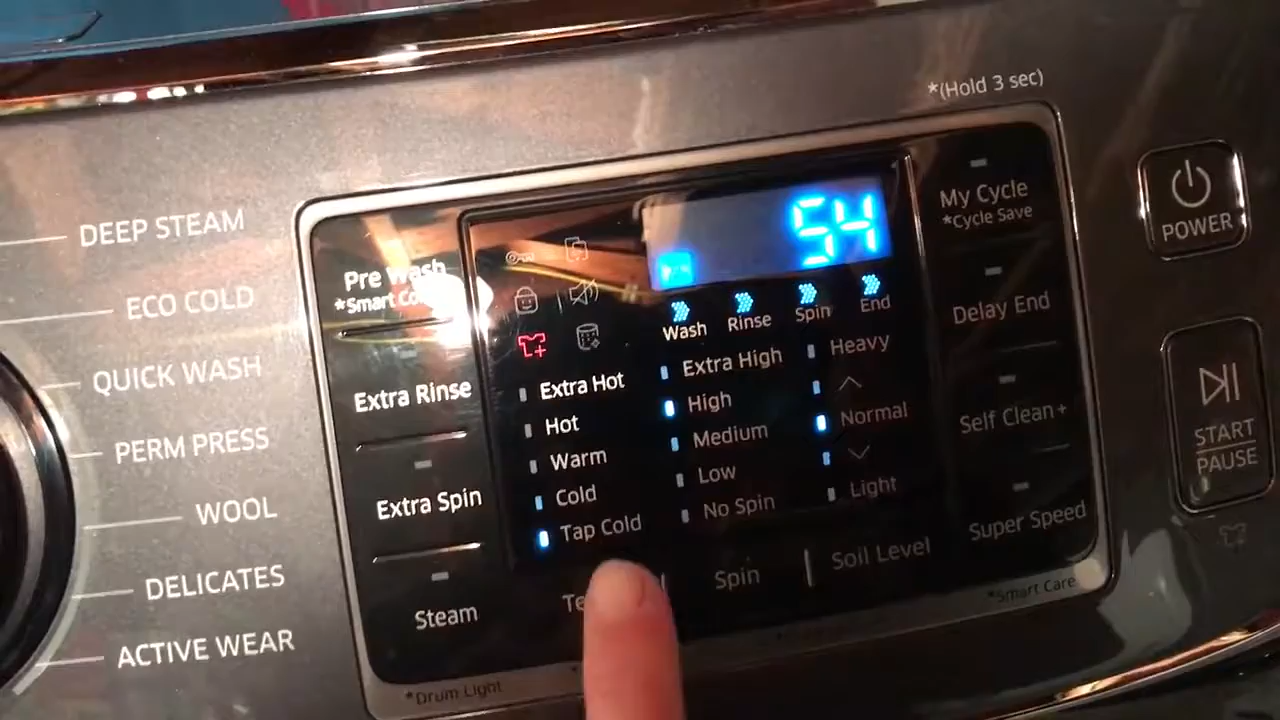 *(Hold 3 sec)
DEEP STEAM
ECO COLD
QUICK WASH
PERM PRESS
WOOL
DELICATES
ACTIVE WEAR
Pre Wash
*Smart
Extra Rinse
Extra Spin
Steam
*Drum Light
54
Wash
Rinse
Spin
End
Extra Hot
Hot
Warm
Cold
Tap Cold
Extra High
High
Medium
Low
No Spin
Spin
Heavy
Normal
Light
Soil Level
My Cycle
*Cycle Save
Delay End
Self Clean+
Super Speed
*Smart Care
POWER
START
PAUSE